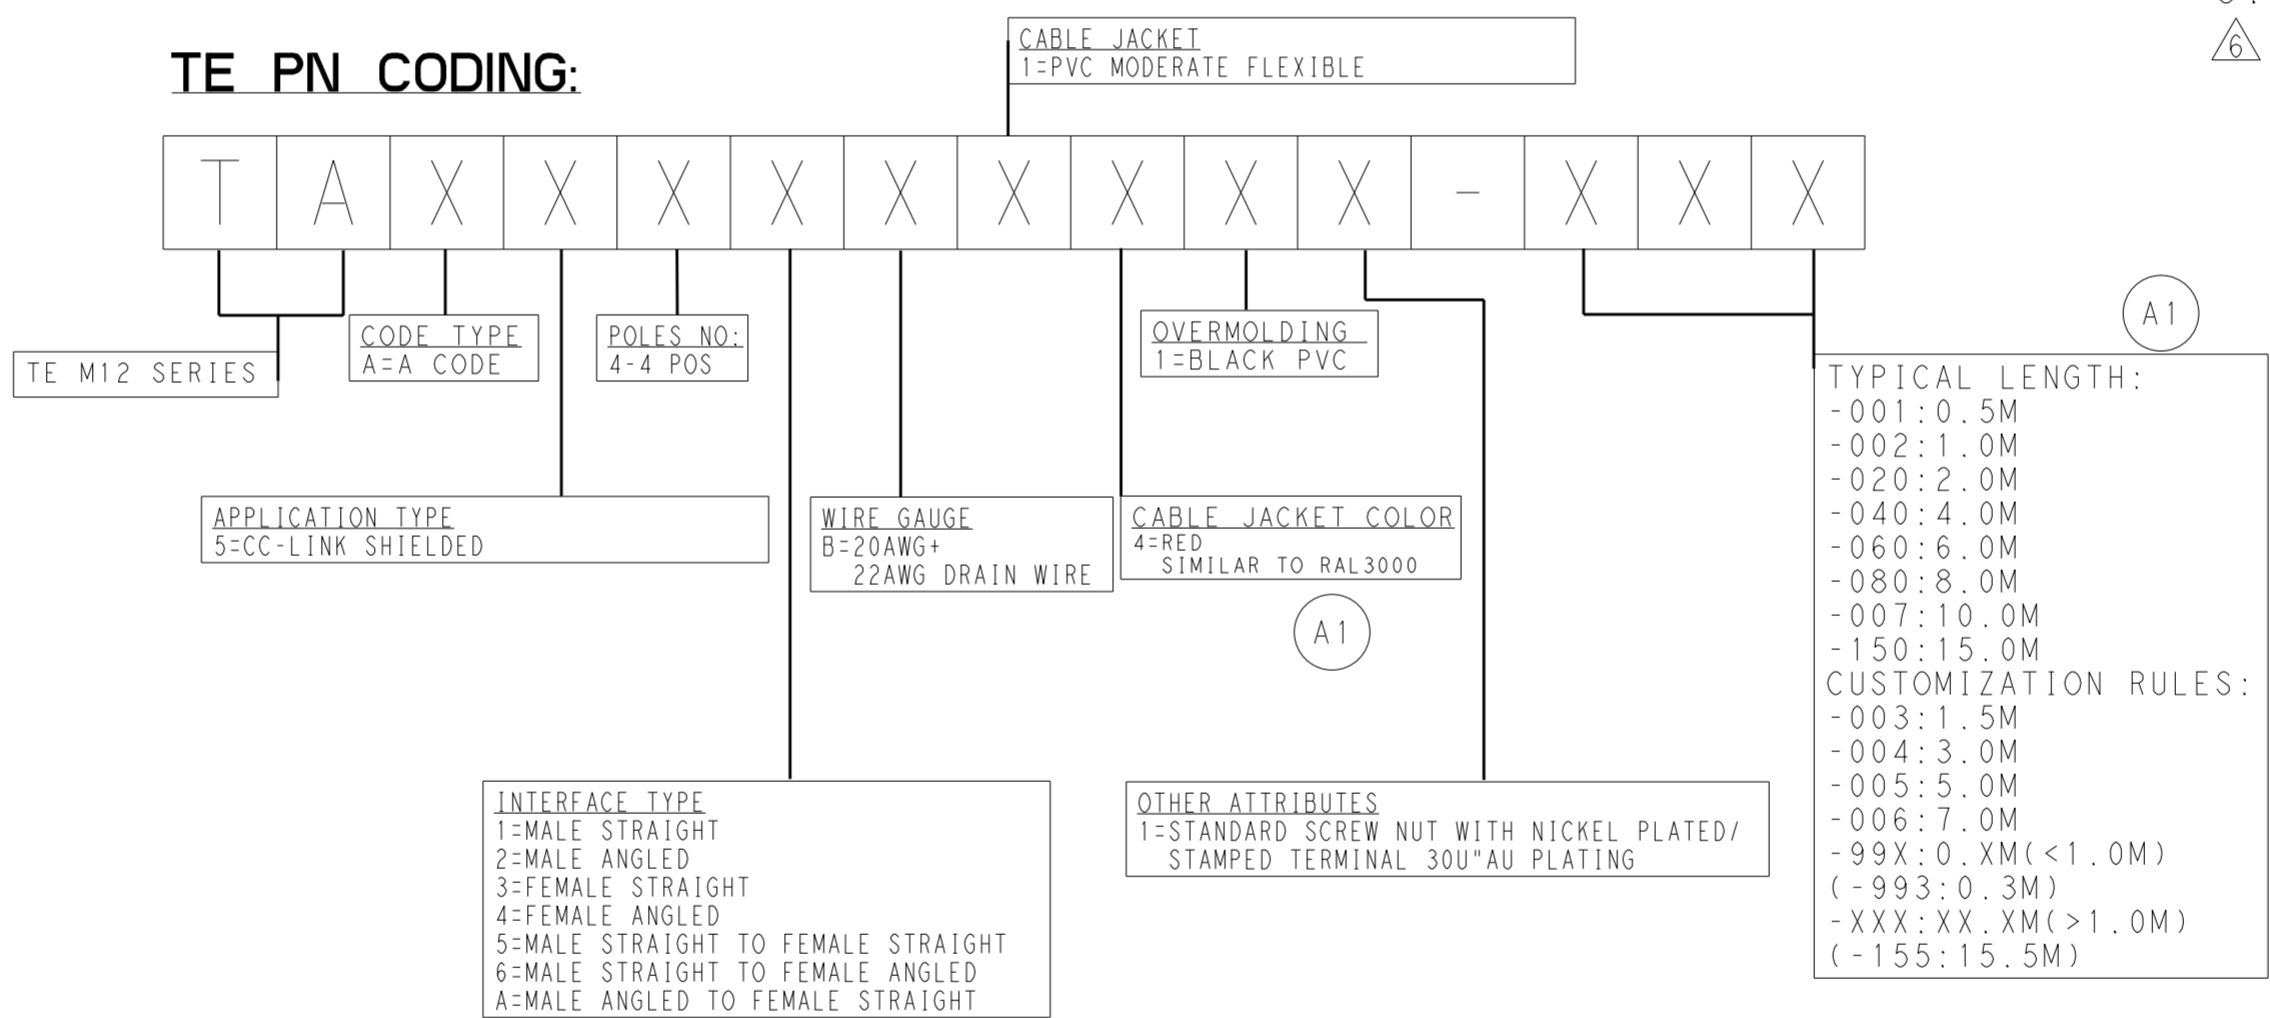 CABLE JACKET
1=PVC MODERATE FLEXIBLE
6
TE PN CODING:
T A X X X X X X X X X - X X X
TE M12 SERIES
CODE TYPE
A=A CODE
POLES NO:
4-4 POS
OVERMOLDING
1=BLACK PVC
A1
APPLICATION TYPE
5=CC-LINK SHIELDED
WIRE GAUGE
B=20AWG+
22AWG DRAIN WIRE
CABLE JACKET COLOR
4=RED
SIMILAR TO RAL3000
A1
INTERFACE TYPE
1=MALE STRAIGHT
2=MALE ANGLED
3=FEMALE STRAIGHT
4=FEMALE ANGLED
5=MALE STRAIGHT TO FEMALE STRAIGHT
6=MALE STRAIGHT TO FEMALE ANGLED
A=MALE ANGLED TO FEMALE STRAIGHT
OTHER ATTRIBUTES
1=STANDARD SCREW NUT WITH NICKEL PLATED/
STAMPED TERMINAL 30U"AU PLATING
TYPICAL LENGTH:
-001:0.5M
-002:1.0M
-020:2.0M
-040:4.0M
-060:6.0M
-080:8.0M
-007:10.0M
-150:15.0M
CUSTOMIZATION RULES:
-003:1.5M
-004:3.0M
-005:5.0M
-006:7.0M
-99X:0.XM(<1.0M)
(-993:0.3M)
-XXX:XX.XM(>1.0M)
(-155:15.5M)